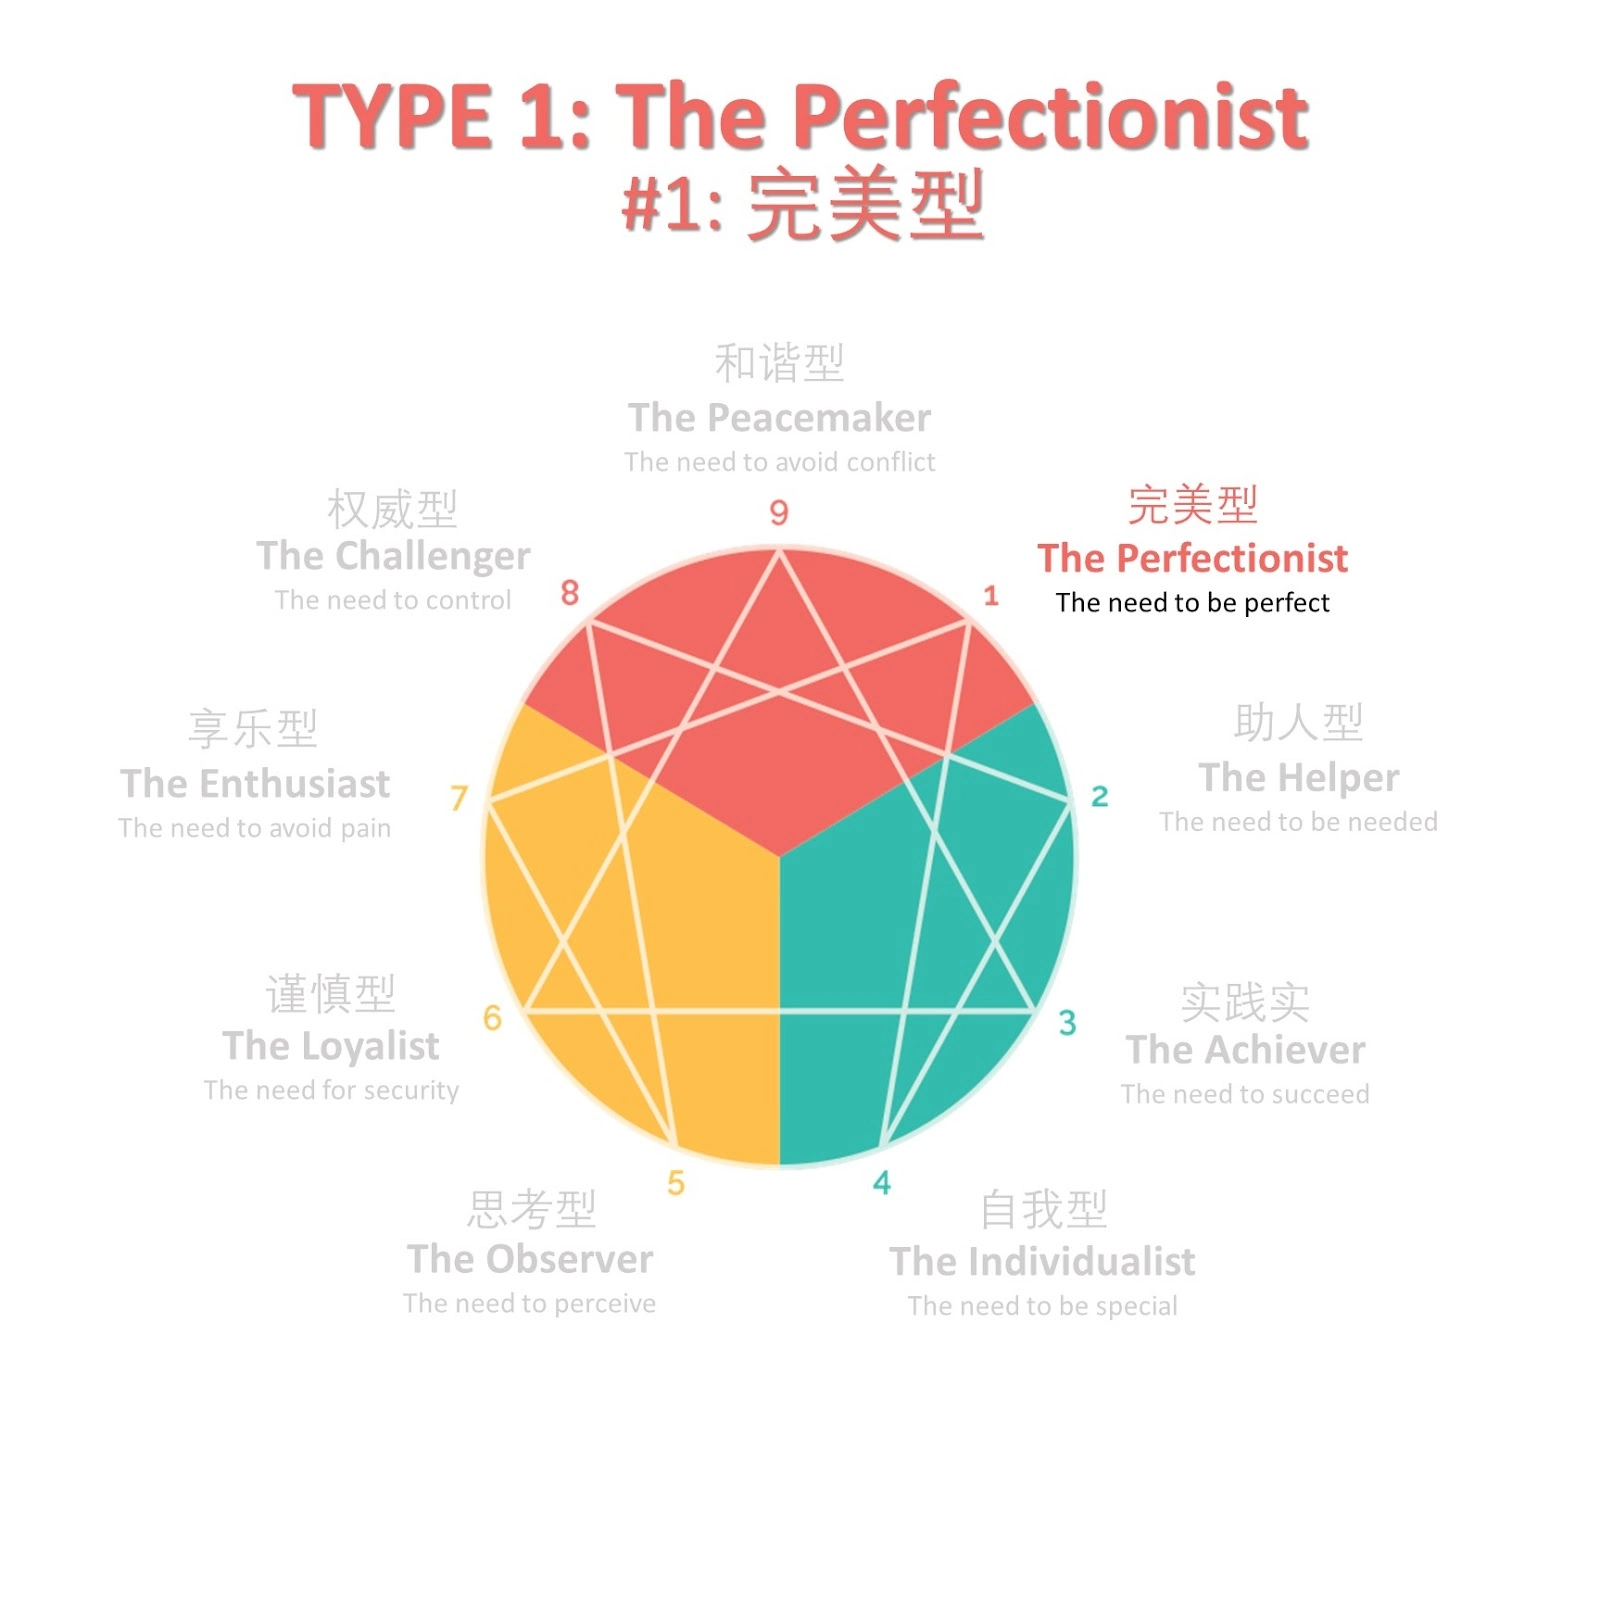 TYPE 1: The Perfectionist
#1: 完美型
和谐型
The Peacemaker
The need to avoid conflict
9
完美型
The Perfectionist
The need to be perfect
1
权威型
The Challenger
The need to control
8
享乐型
The Enthusiast
The need to avoid pain
7
助人型
The Helper
The need to be needed
2
谨慎型
The Loyalist
The need for security
6
实践实
The Achiever
The need to succeed
3
思考型
The Observer
The need to perceive
5
自我型
The Individualist
The need to be special
4